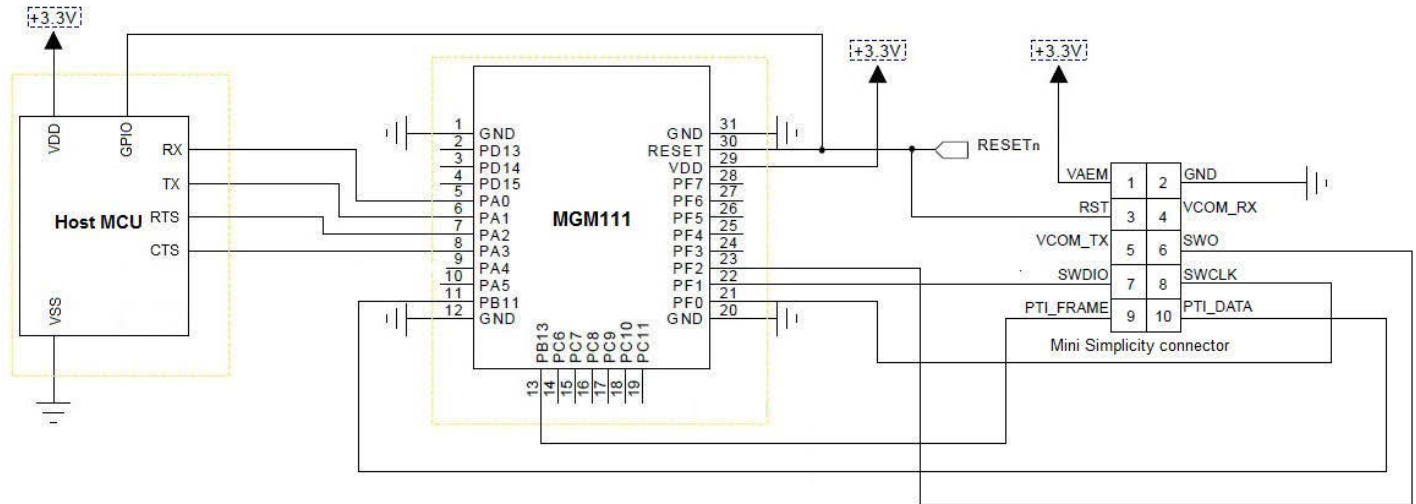 +3.3V
VDD
GPIO
RX
TX
RTS
CTS
Host MCU
VSS
1 GND
2 PD13
3 PD14
4 PD15
5 PA0
6 PA1
7 PA2
8 PA3
9 PA4
10 PA5
11 PB11
12 GND
MGM111
13 PB13
14 PC6
15 PC7
16 PC8
17 PC9
18 PC10
19 PC11
GND 31
RESET 30
VDD 29
PF7 28
PF6 27
PF5 26
PF4 25
PF3 24
PF2 23
PF1 22
PF0 21
GND 20
+3.3V
RESETn
+3.3V
VAEM 1 2 GND
RST 3 4 VCOM_RX
VCOM_TX 5 6 SWO
SWDIO 7 8 SWCLK
PTI_FRAME 9 10 PTI_DATA
Mini Simplicity connector